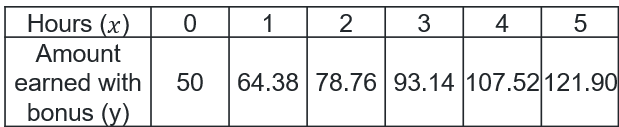 Hours (x) 0 1 2 3 4 5
Amount
earned with 50 64.38 78.76 93.14 107.52 121.90
bonus (y)